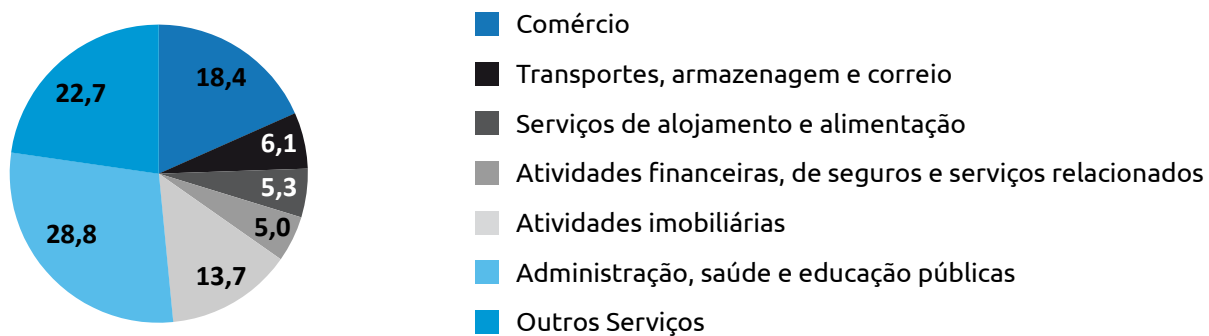 18,4
6,1
5,3
5,0
13,7
28,8
22,7
Comércio
Transportes, armazenagem e correio
Serviços de alojamento e alimentação
Atividades financeiras, de seguros e serviços relacionados
Atividades imobiliárias
Administração, saúde e educação públicas
Outros Serviços